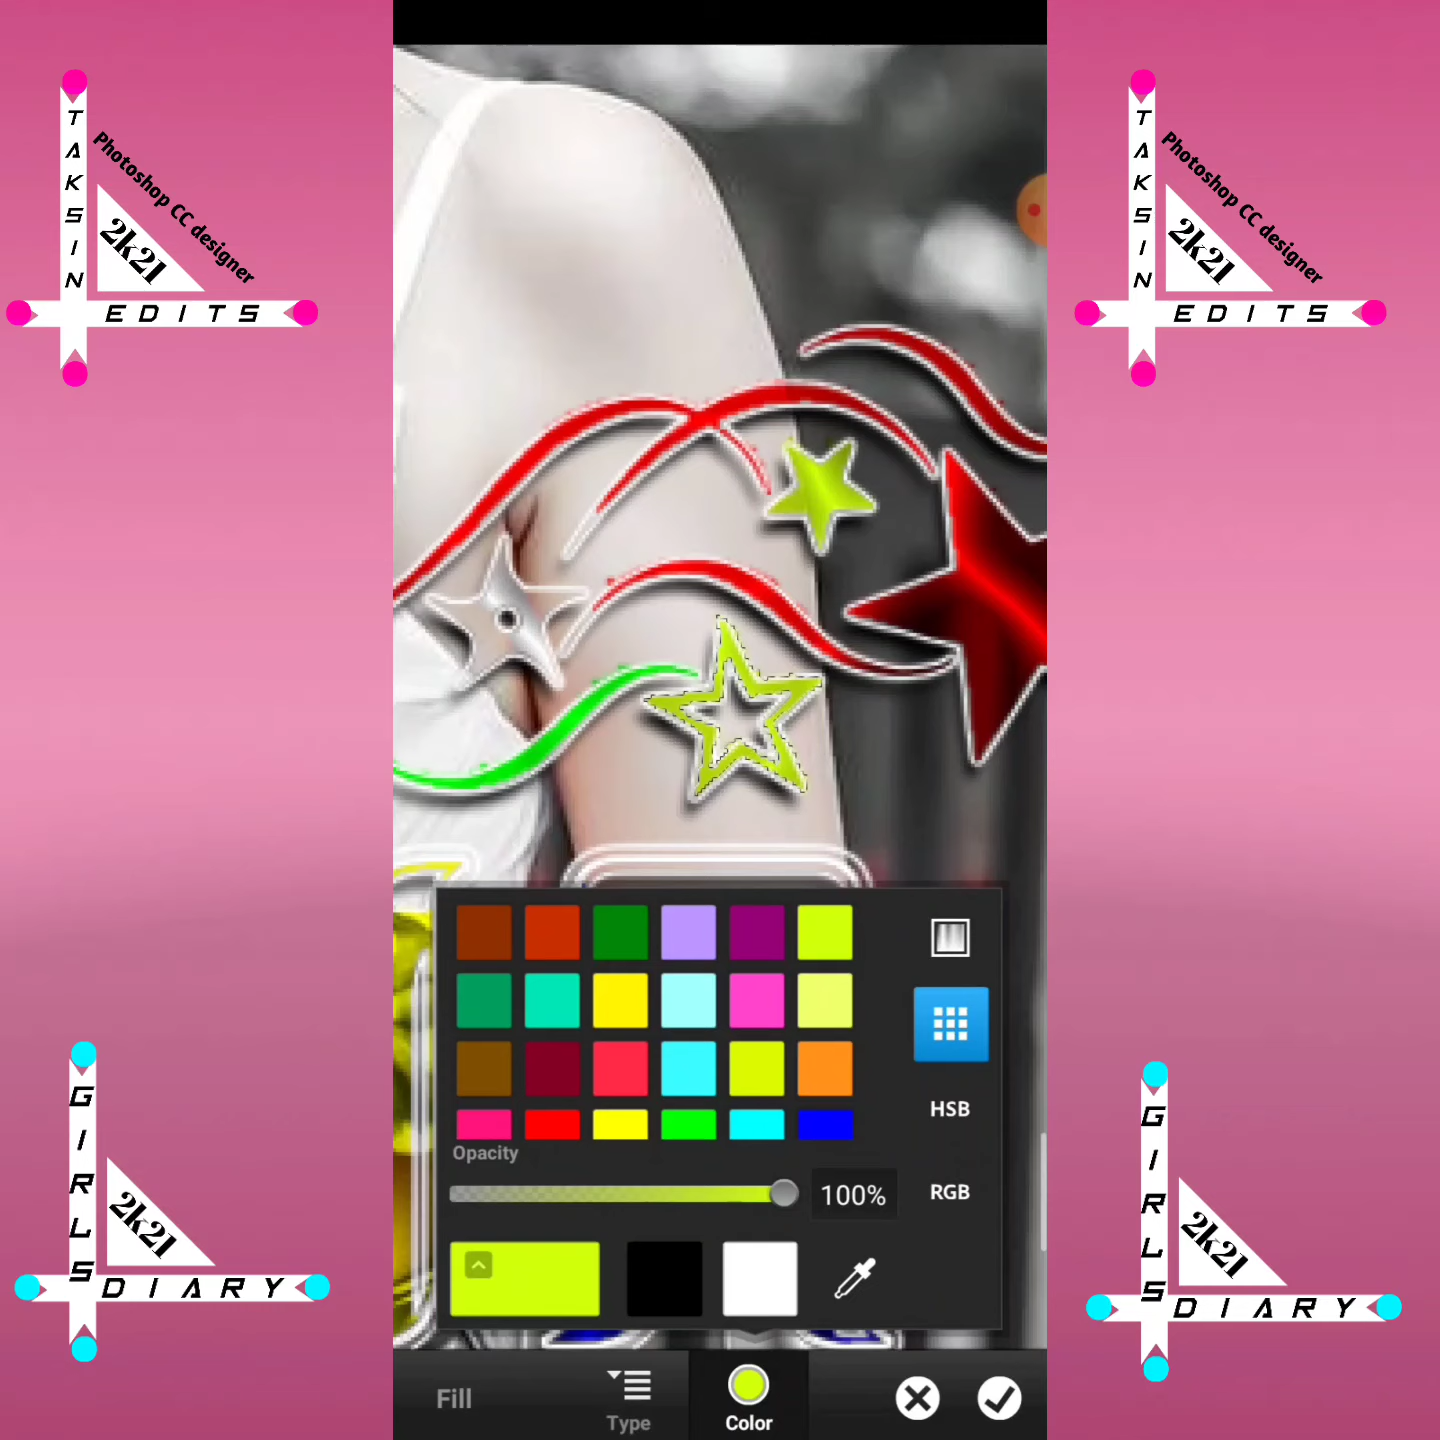 TAKSIN
EDITS
Photoshop CC designer
2k21
TAKSIN
EDITS
Photoshop CC designer
2k21
GIRLS
DIARY
2k21
GIRLS
DIARY
2k21
HSB
Opacity
100%
RGB
Fill
Type
Color